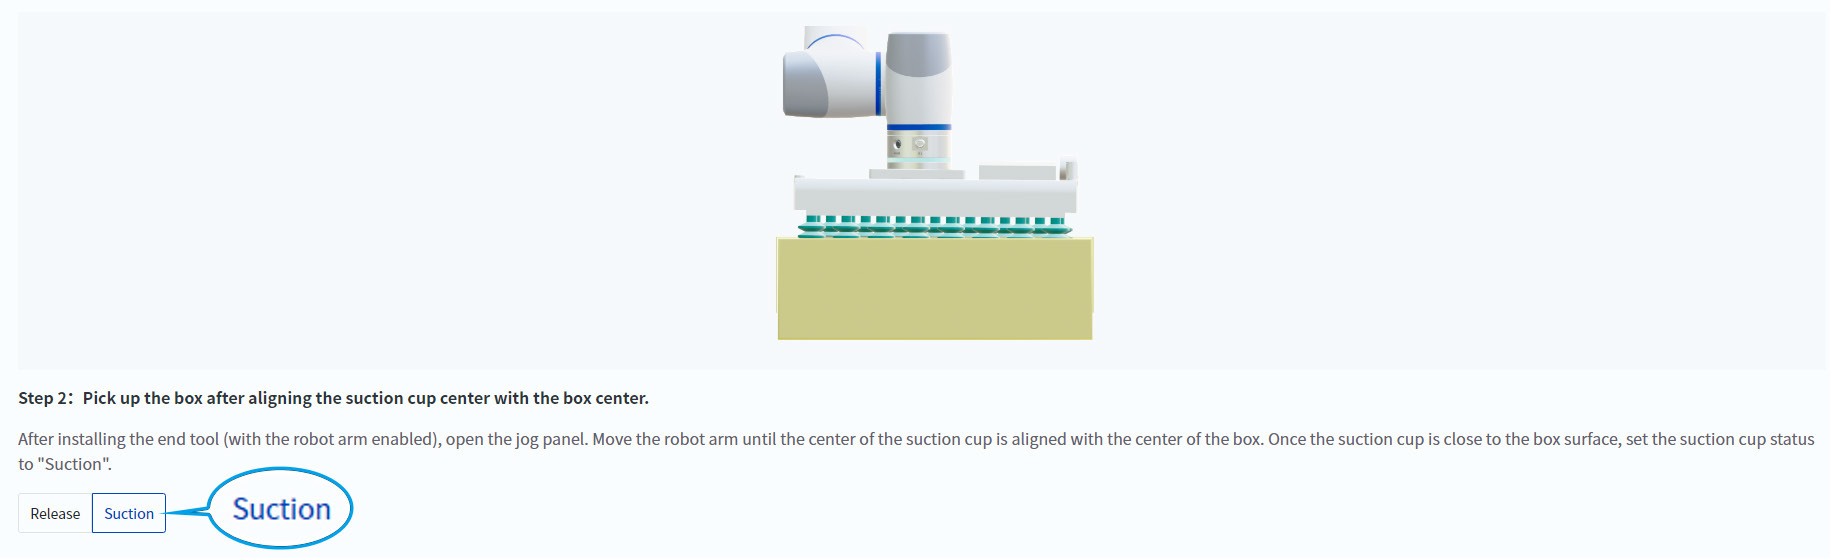 Step 2: Pick up the box after aligning the suction cup center with the box center.
After installing the end tool (with the robot arm enabled), open the jog panel. Move the robot arm until the center of the suction cup is aligned with the center of the box. Once the suction cup is close to the box surface, set the suction cup status
to "Suction".
Release Suction Suction